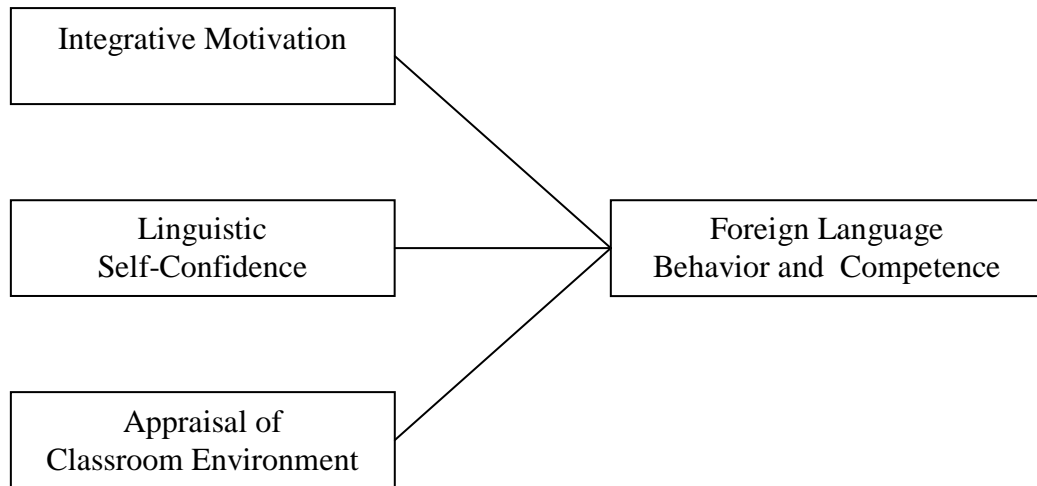 Integrative Motivation
Linguistic
Self-Confidence
Foreign Language
Behavior and Competence
Appraisal of
Classroom Environment